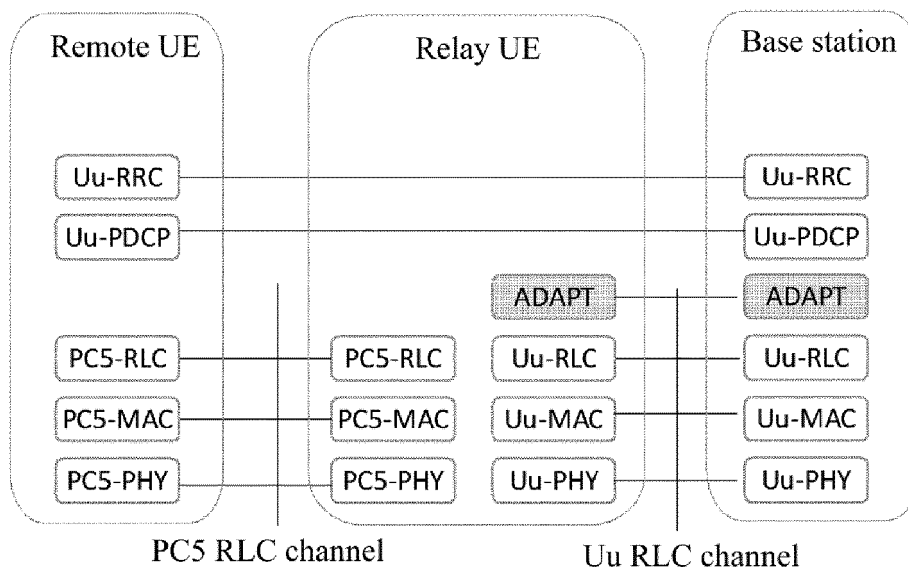 Remote UE
Relay UE
Base station
Uu-RRC
Uu-RRC
Uu-PDCP
Uu-PDCP
ADAPT
ADAPT
PC5-RLC
PC5-RLC
Uu-RLC
Uu-RLC
PC5-MAC
PC5-MAC
Uu-MAC
Uu-MAC
PC5-PHY
PC5-PHY
Uu-PHY
Uu-PHY
PC5 RLC channel
Uu RLC channel